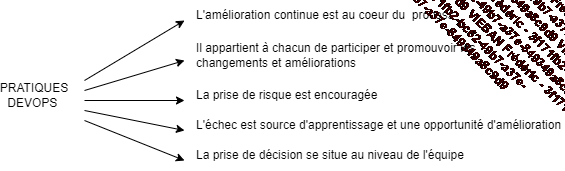 L'amélioration continue est au coeur du
Il appartient à chacun de participer et promouvoir
changements et améliorations
PRATIQUES
DEVOPS
La prise de risque est encouragée
L'échec est source d'apprentissage et une opportunité d'amélioration
La prise de décision se situe au niveau de l'équipe